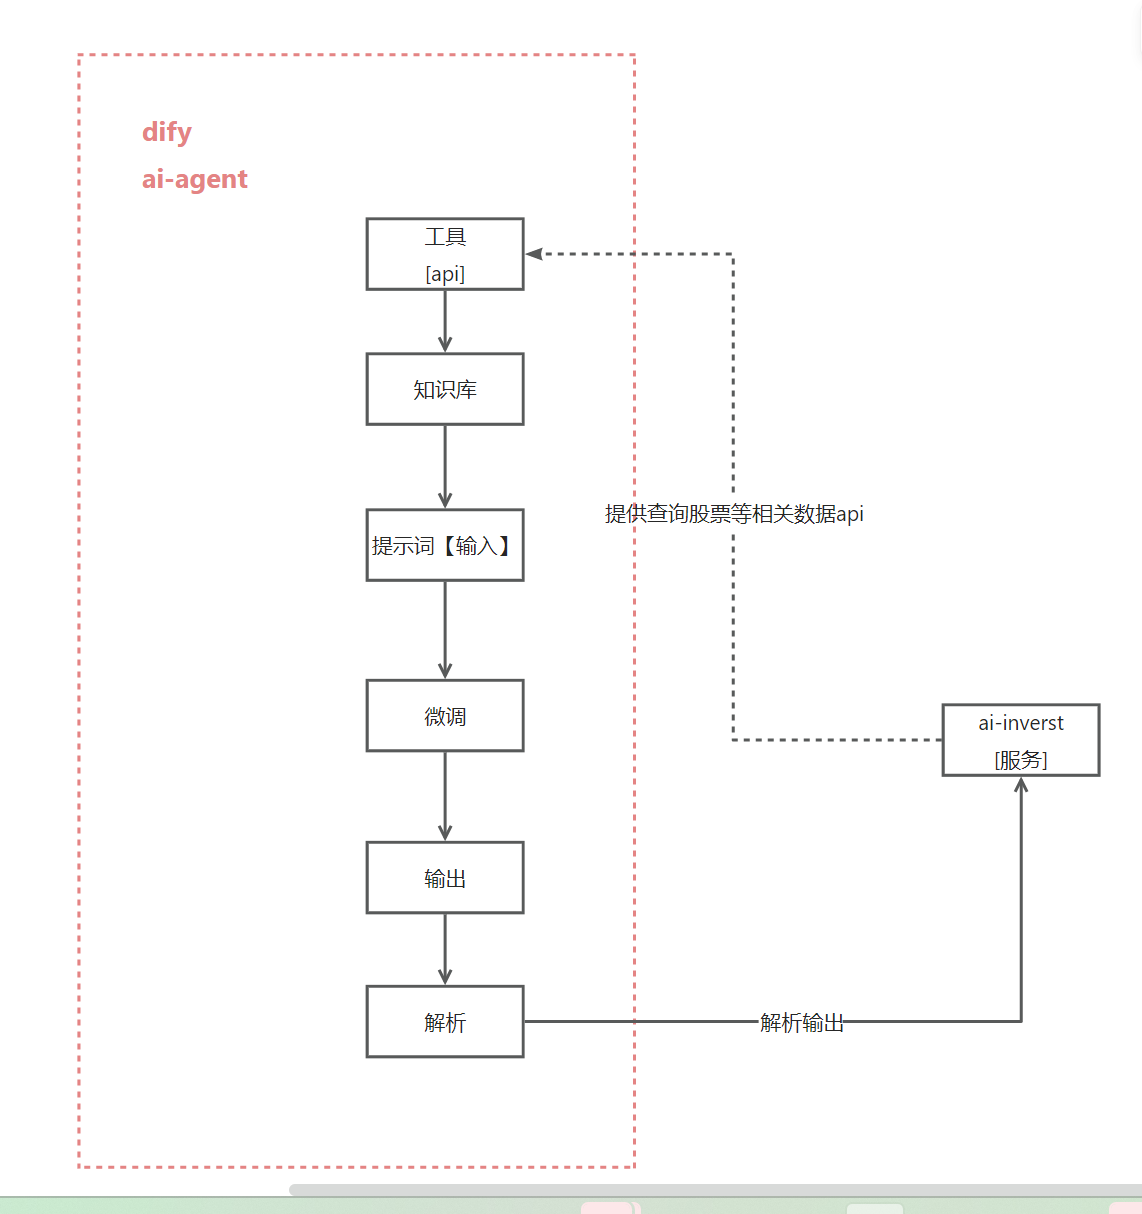 dify
ai-agent
工具
[api]
知识库
提示词【输入】
提供查询股票等相关数据api
微调
ai-inverst
[服务]
输出
解析
解析输出